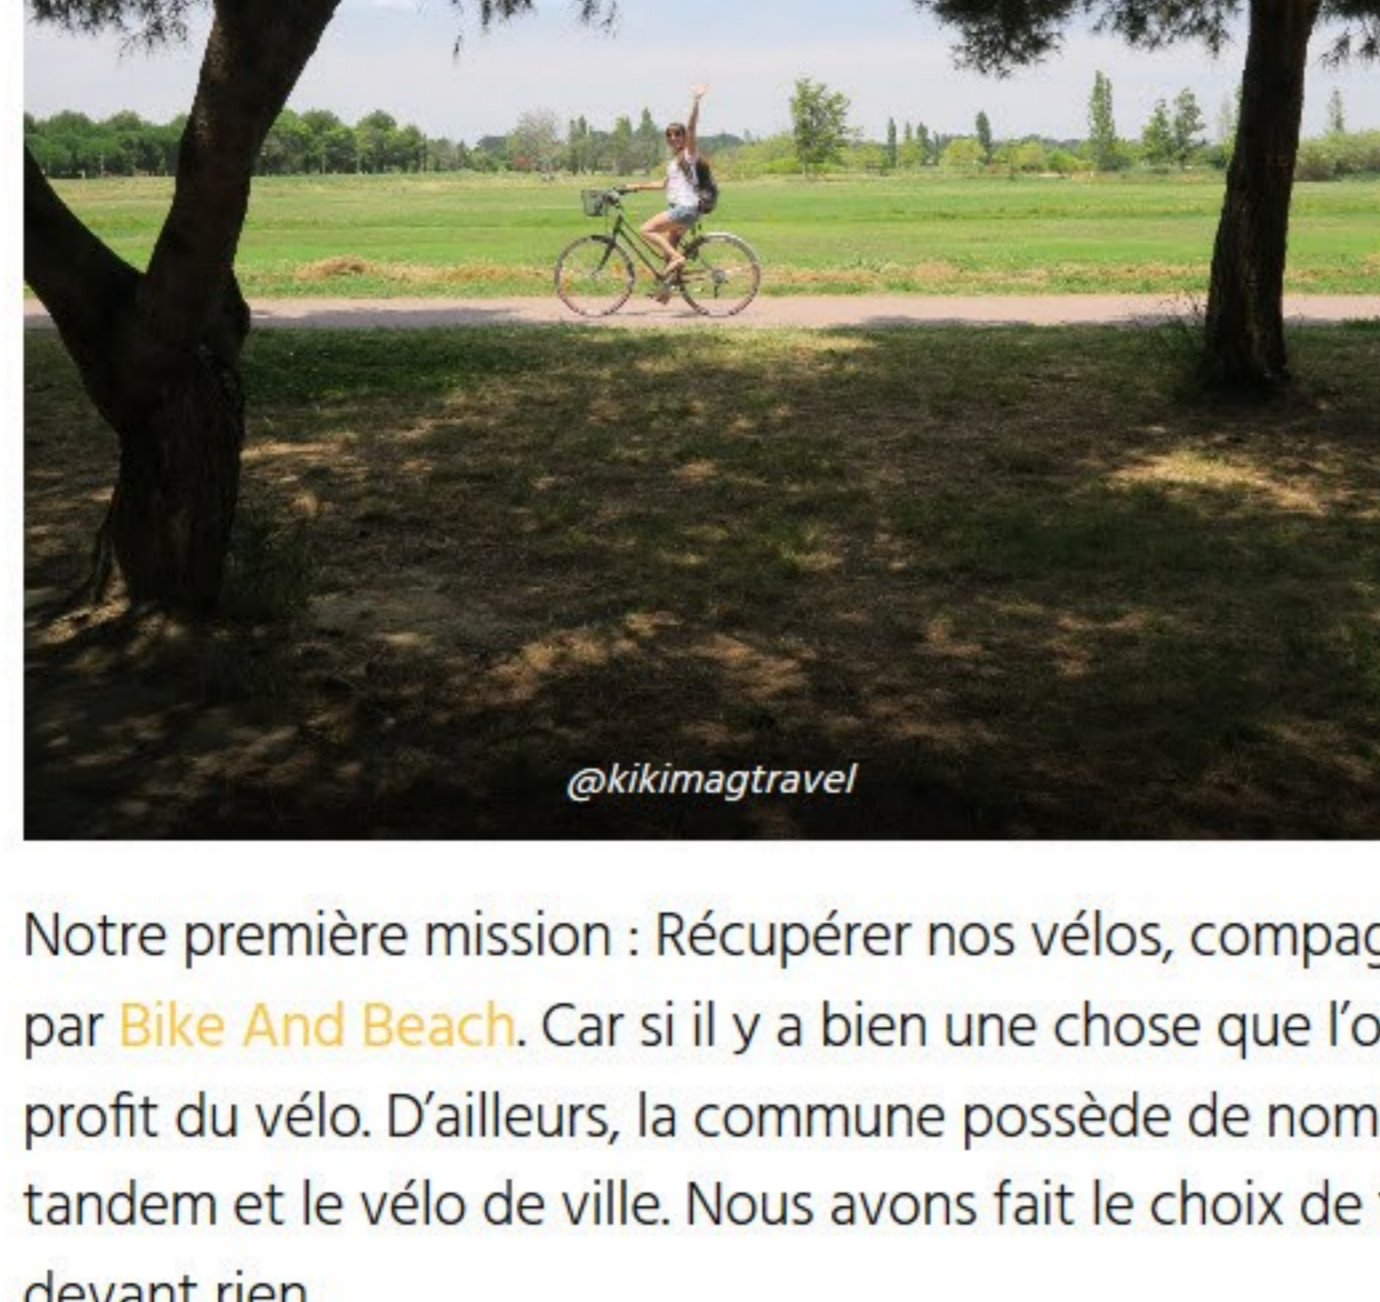 @kikimagtravel
Notre première mission : Récupérer nos vélos, compag
par Bike And Beach. Car si il y a bien une chose que l’o
profit du vélo. D’ailleurs, la commune possède de nom
tandem et le vélo de ville. Nous avons fait le choix de
devant rien